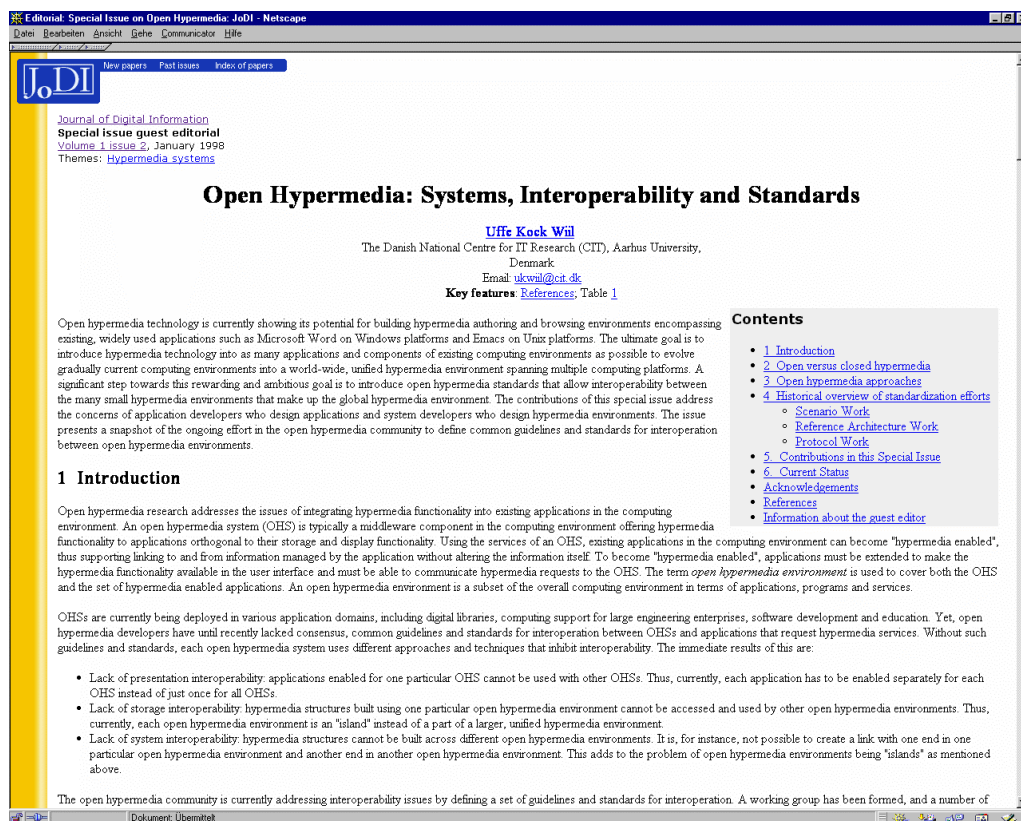 Editorial: Special Issue on Open Hypermedia: JoDI - Netscape
Datei Bearbeiten Ansicht Gehe Communicator Hilfe
JoDI
New papers Past issues Index of papers
Journal of Digital Information
Special issue guest editorial
Volume 1 issue 2, January 1998
Themes: Hypermedia systems
Open Hypermedia: Systems, Interoperability and Standards
Uffe Kock Wiil
The Danish National Centre for IT Research (CIT), Aarhus University,
Denmark
Email: ukwiil@cit.dk
Key features: References; Table 1
Open hypermedia technology is currently showing its potential for building hypermedia authoring and browsing environments encompassing
existing, widely used applications such as Microsoft Word on Windows platforms and Emacs on Unix platforms. The ultimate goal is to
introduce hypermedia technology into as many applications and components of existing computing environments as possible to evolve
gradually current computing environments into a world-wide, unified hypermedia environment spanning multiple computing platforms. A
significant step towards this rewarding and ambitious goal is to introduce open hypermedia standards that allow interoperability between
the many small hypermedia environments that make up the global hypermedia environment. The contributions of this special issue address
the concerns of application developers who design applications and system developers who design hypermedia environments. The issue
presents a snapshot of the ongoing effort in the open hypermedia community to define common guidelines and standards for interoperation
between open hypermedia environments.
Contents
• 1 Introduction
• 2 Open versus closed hypermedia
• 3 Open hypermedia approaches
• 4 Historical overview of standardization efforts
○ Scenario Work
○ Reference Architecture Work
○ Protocol Work
• 5. Contributions in this Special Issue
• 6. Current Status
• Acknowledgements
• References
• Information about the guest editor
1 Introduction
Open hypermedia research addresses the issues of integrating hypermedia functionality into existing applications in the computing
environment. An open hypermedia system (OHS) is typically a middleware component in the computing environment offering hypermedia
functionality to applications orthogonal to their storage and display functionality. Using the services of an OHS, existing applications in the computing environment can become "hypermedia enabled",
thus supporting linking to and from information managed by the application without altering the information itself. To become "hypermedia enabled", applications must be extended to make the
hypermedia functionality available in the user interface and must be able to communicate hypermedia requests to the OHS. The term open hypermedia environment is used to cover both the OHS
and the set of hypermedia enabled applications. An open hypermedia environment is a subset of the overall computing environment in terms of applications, programs and services.
OHSs are currently being deployed in various application domains, including digital libraries, computing support for large engineering enterprises, software development and education. Yet, open
hypermedia developers have until recently lacked consensus, common guidelines and standards for interoperation between OHSs and applications that request hypermedia services. Without such
guidelines and standards, each open hypermedia system uses different approaches and techniques that inhibit interoperability. The immediate results of this are:
• Lack of presentation interoperability: applications enabled for one particular OHS cannot be used with other OHSs. Thus, currently, each application has to be enabled separately for each
OHS instead of just once for all OHSs.
• Lack of storage interoperability: hypermedia structures built using one particular open hypermedia environment cannot be accessed and used by other open hypermedia environments. Thus,
currently, each open hypermedia environment is an "island" instead of a part of a larger, unified hypermedia environment.
• Lack of system interoperability: hypermedia structures cannot be built across different open hypermedia environments. It is, for instance, not possible to create a link with one end in one
particular open hypermedia environment and another end in another open hypermedia environment. This adds to the problem of open hypermedia environments being "islands" as mentioned
above.
The open hypermedia community is currently addressing interoperability issues by defining a set of guidelines and standards for interoperation. A working group has been formed, and a number of
Dokument: Übermittelt